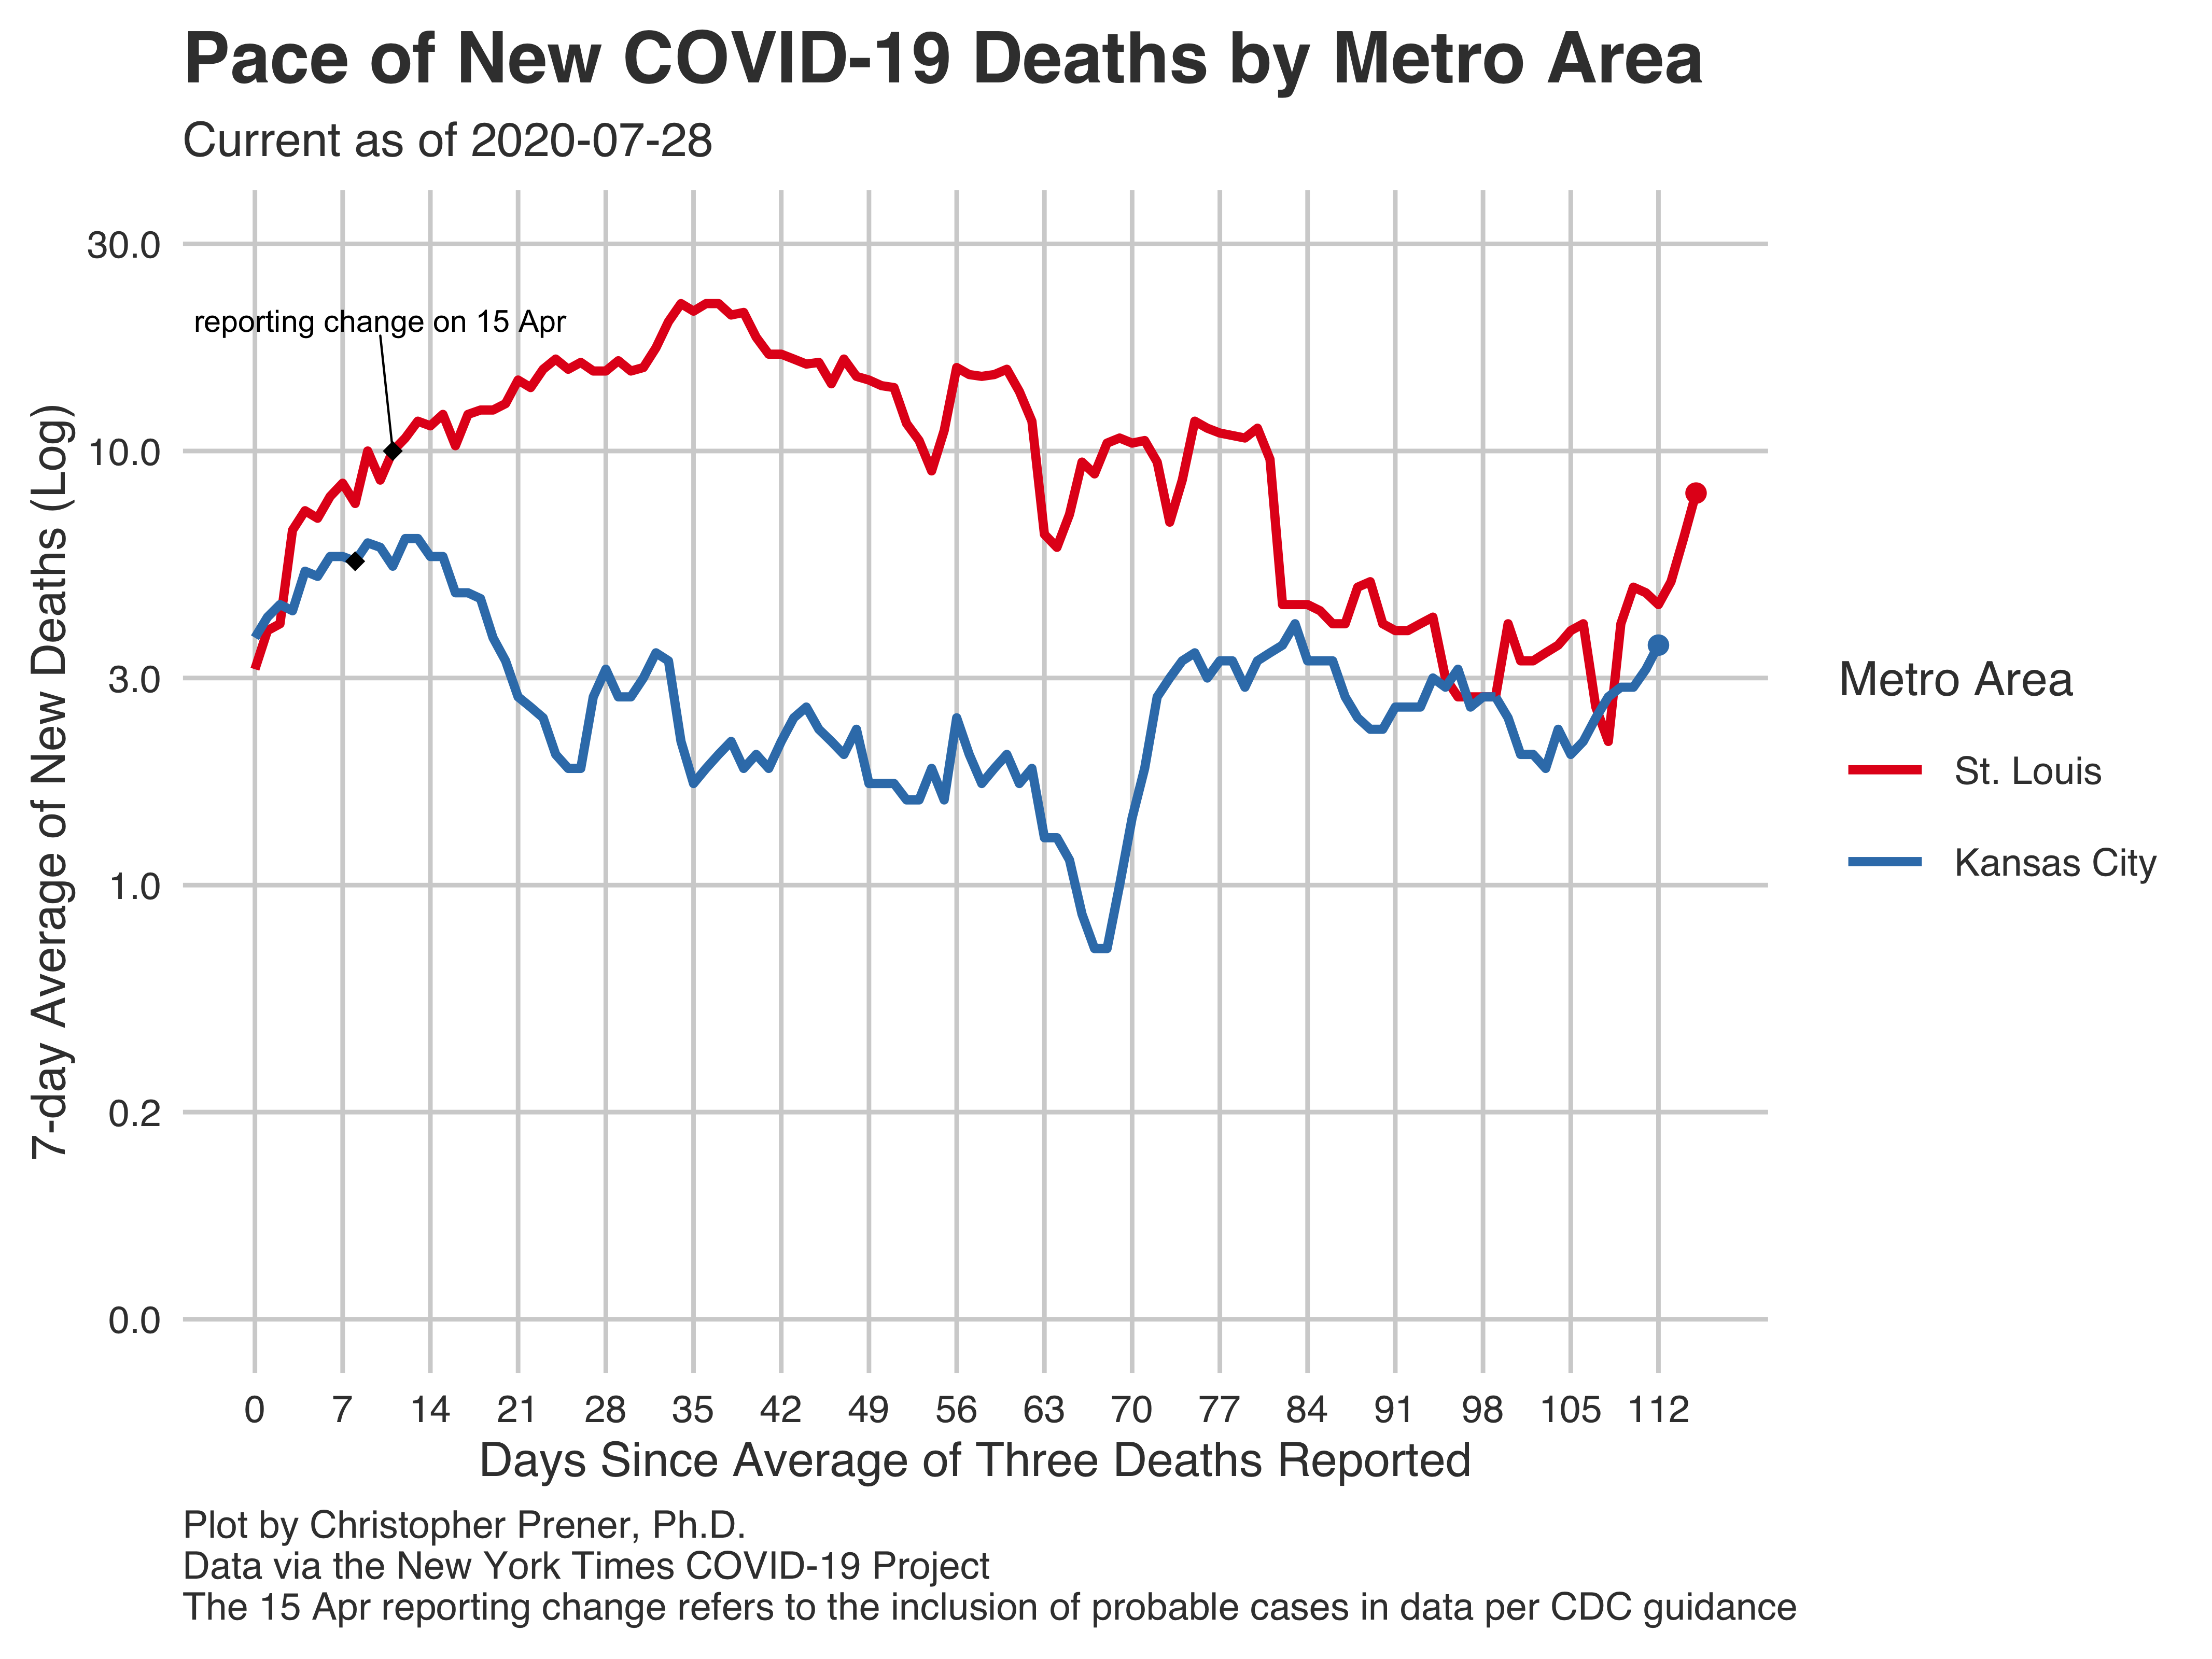 Pace of New COVID-19 Deaths by Metro Area
Current as of 2020-07-28
7-day Average of New Deaths (Log)
30.0
10.0
3.0
1.0
0.2
0.0
reporting change on 15 Apr
0 7 14 21 28 35 42 49 56 63 70 77 84 91 98 105 112
Days Since Average of Three Deaths Reported
Metro Area
St. Louis
Kansas City
Plot by Christopher Prener, Ph.D.
Data via the New York Times COVID-19 Project
The 15 Apr reporting change refers to the inclusion of probable cases in data per CDC guidance